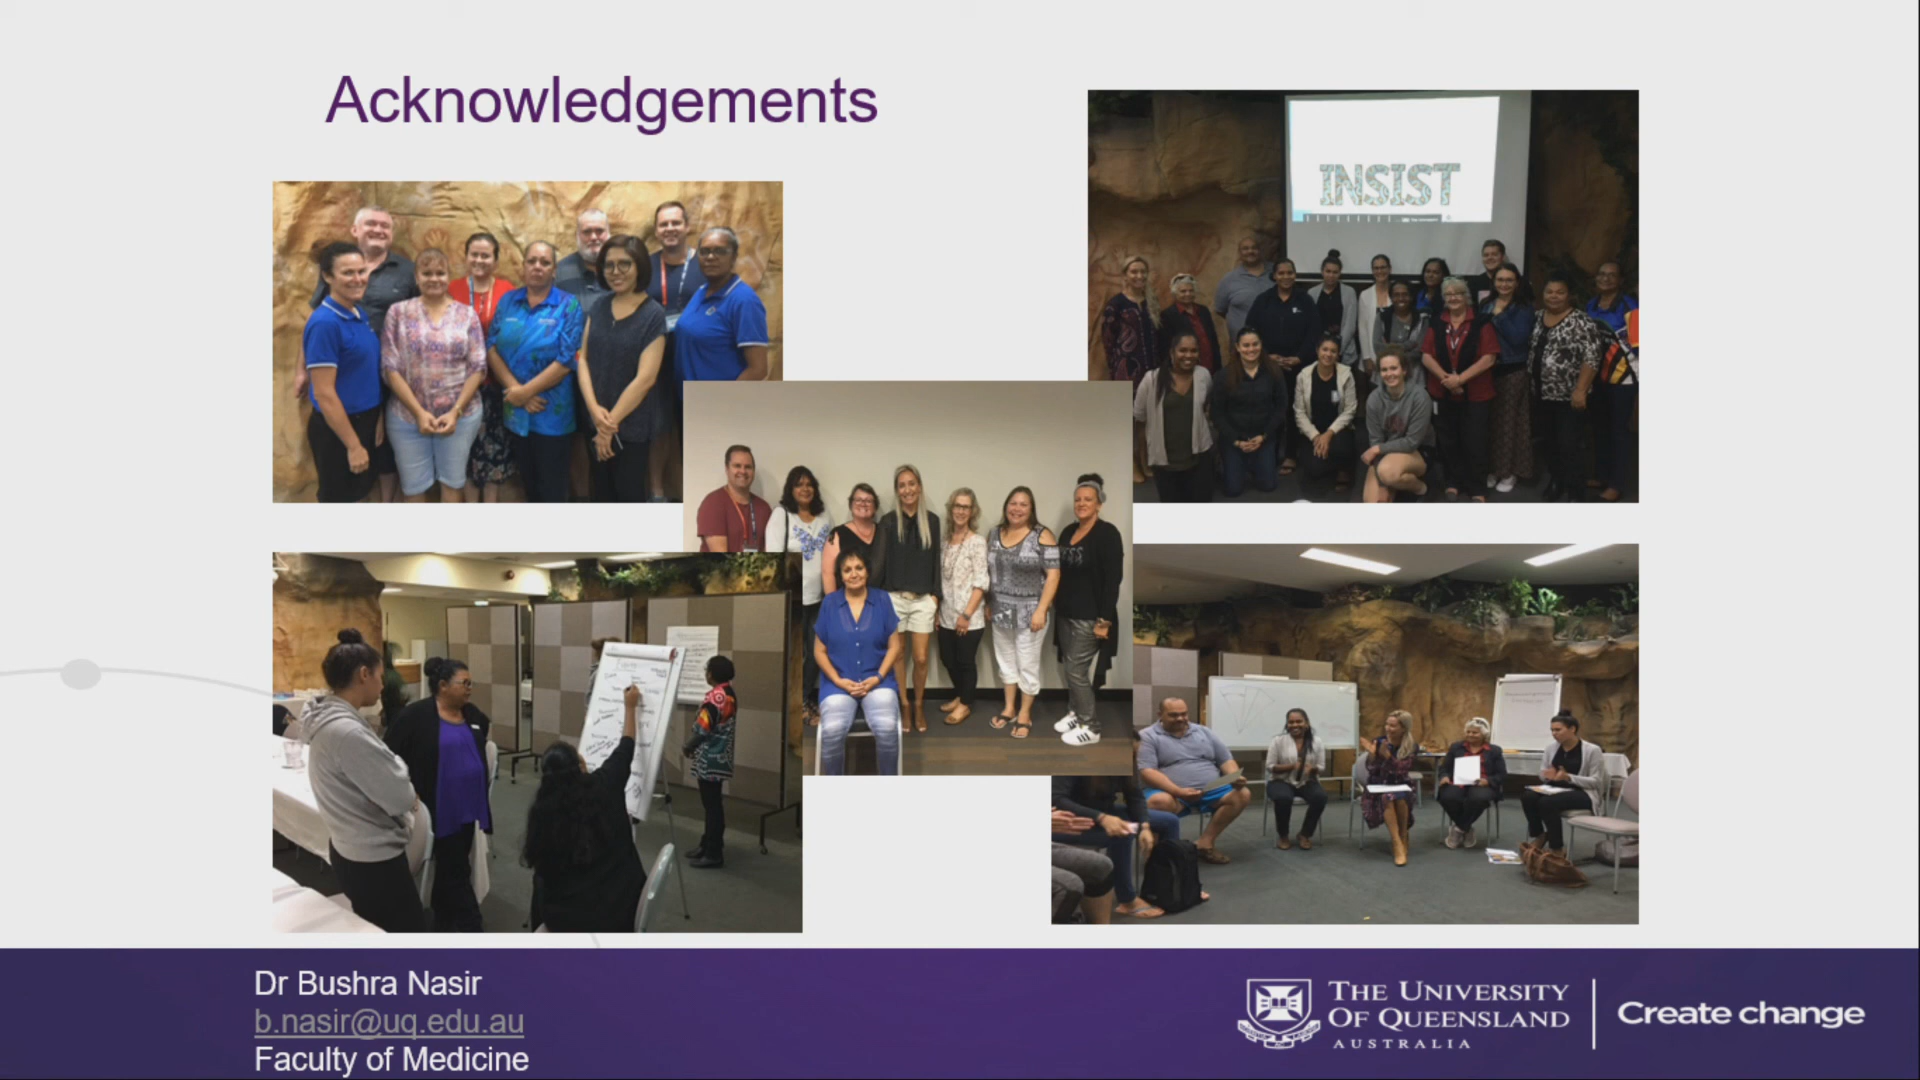 Acknowledgements
INSIST
Dr Bushra Nasir
b.nasir@uq.edu.au
Faculty of Medicine
THE UNIVERSITY
OF QUEENSLAND
AUSTRALIA
Create change